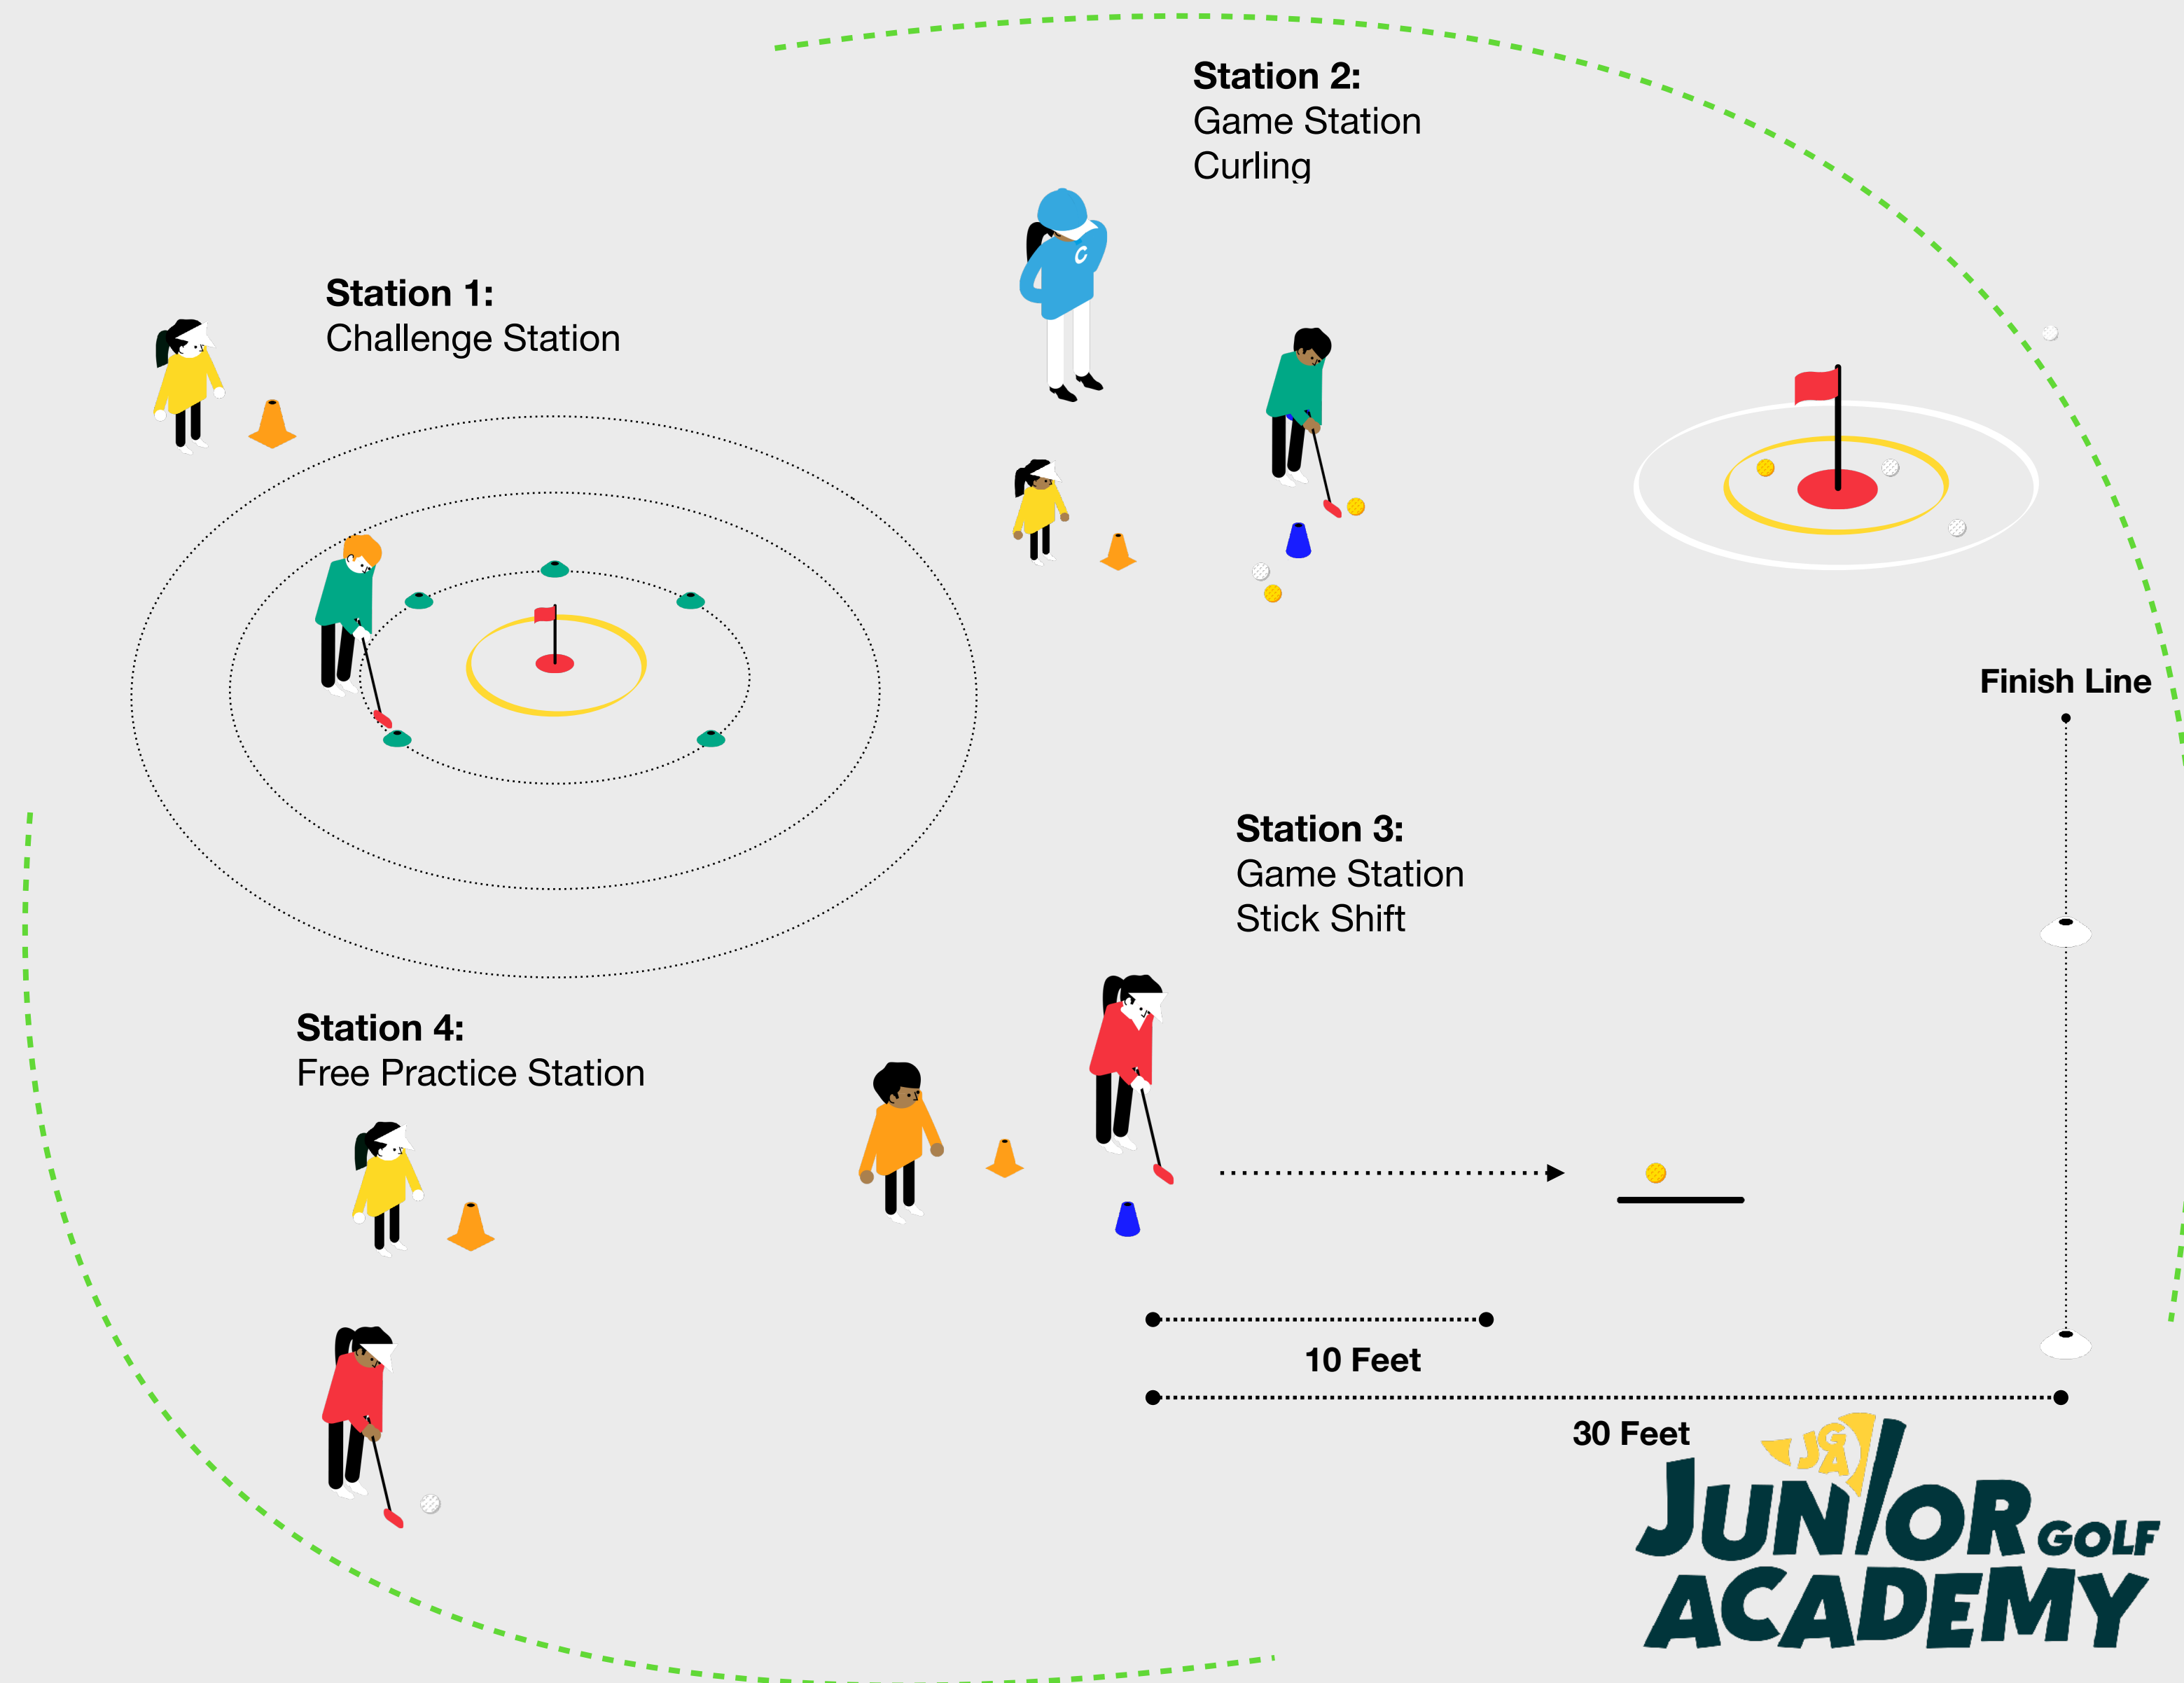 Station 2:
Game Station
Curling
C
Station 1:
Challenge Station
Finish Line
Station 3:
Game Station
Stick Shift
Station 4:
Free Practice Station
10 Feet
30 Feet
JGA
JUNIOR GOLF
ACADEMY